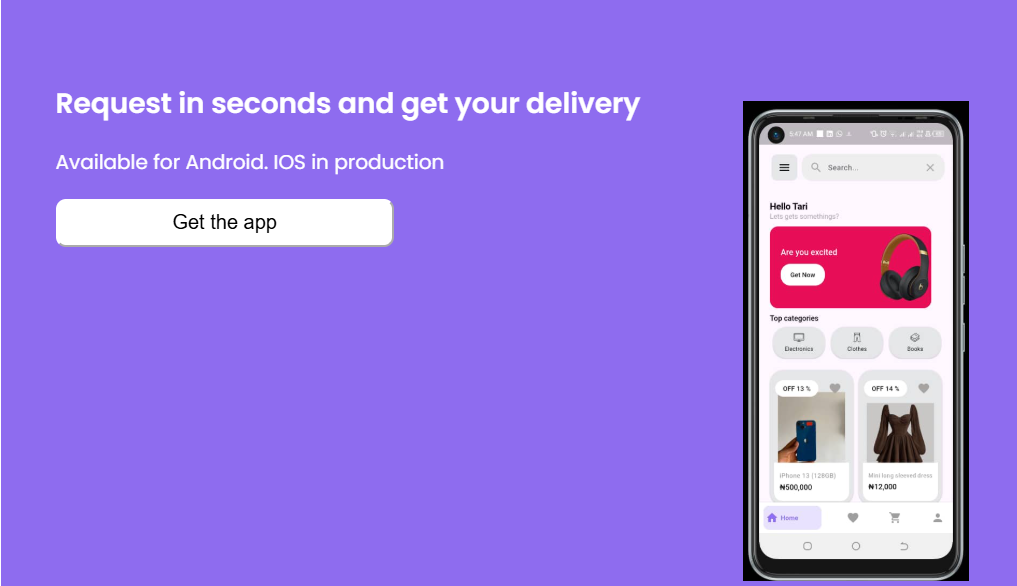 Request in seconds and get your delivery
Available for Android. IOS in production
Get the app
5:47 AM
Search...
Hello Tari
Lets gets somethings?
Are you excited
Get Now
Top categories
Electronics
Clothes
Books
OFF 13 %
OFF 14 %
iPhone 13 (128GB)
Mini long sleeved dress
₦500,000
₦12,000
Home